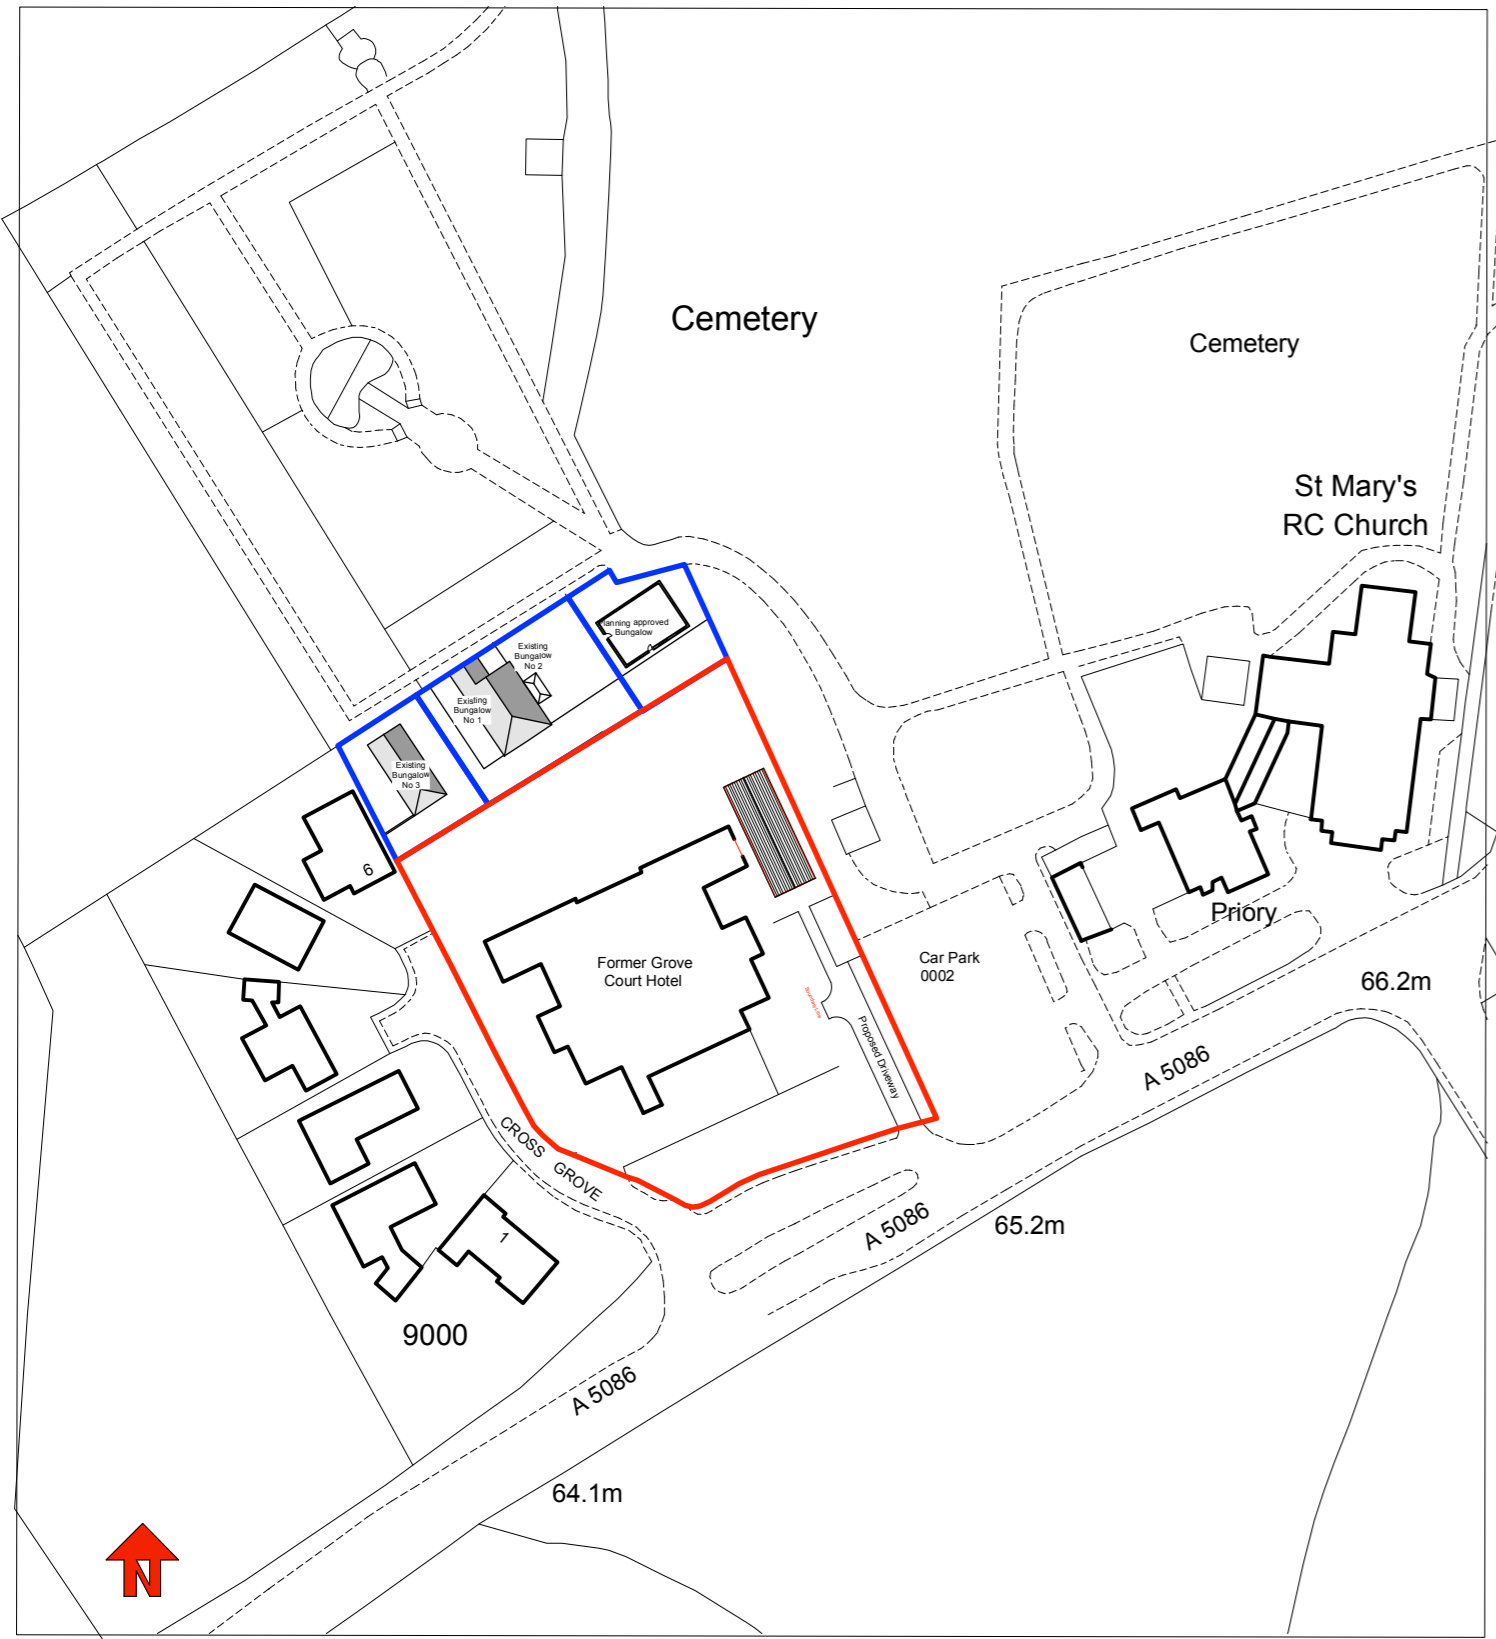 Cemetery
Cemetery
St Mary's
RC Church
lanning approved
Bungalow
Existing
Bungalow
No 2
Existing
Bungalow
No 1
Existing
Bungalow
No 3
6
Former Grove
Court Hotel
Car Park
0002
Priory
66.2m
Proposed Driveway
A 5086
CROSS GROVE
A 5086
65.2m
1
9000
A 5086
64.1m
N